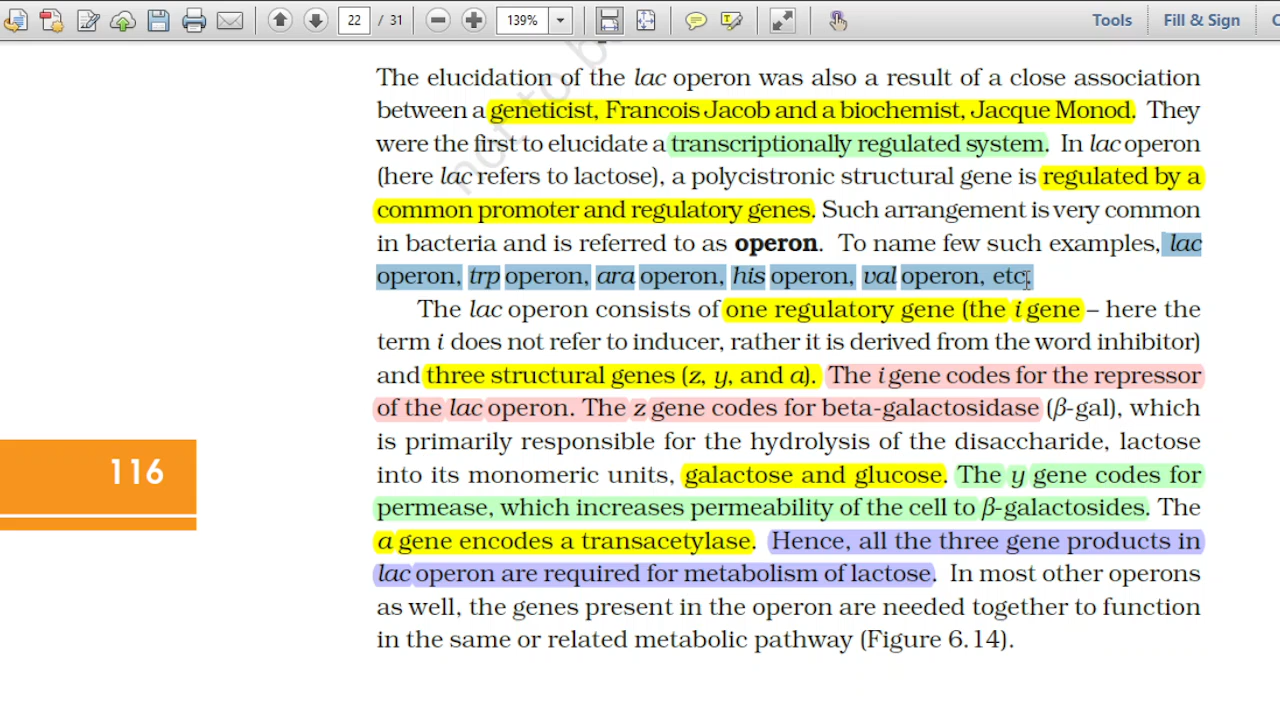 22 / 31 139% Tools Fill & Sign C
not to b
The elucidation of the lac operon was also a result of a close association
between a geneticist, Francois Jacob and a biochemist, Jacque Monod. They
were the first to elucidate a transcriptionally regulated system. In lac operon
(here lac refers to lactose), a polycistronic structural gene is regulated by a
common promoter and regulatory genes. Such arrangement is very common
in bacteria and is referred to as operon. To name few such examples, lac
operon, trp operon, ara operon, his operon, val operon, etc.
The lac operon consists of one regulatory gene (the i gene – here the
term i does not refer to inducer, rather it is derived from the word inhibitor)
and three structural genes (z, y, and a). The i gene codes for the repressor
of the lac operon. The z gene codes for beta-galactosidase (β-gal), which
is primarily responsible for the hydrolysis of the disaccharide, lactose
into its monomeric units, galactose and glucose. The y gene codes for
permease, which increases permeability of the cell to β-galactosides. The
a gene encodes a transacetylase. Hence, all the three gene products in
lac operon are required for metabolism of lactose. In most other operons
as well, the genes present in the operon are needed together to function
in the same or related metabolic pathway (Figure 6.14).
116